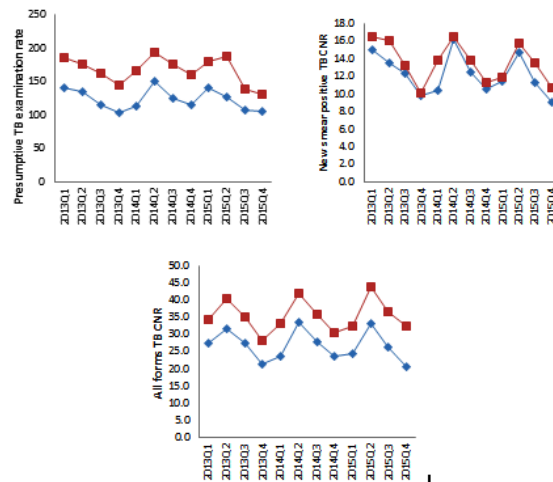 Presumptive TB examination rate
250
200
150
100
50
0
2013Q1
2013Q2
2013Q3
2013Q4
2014Q1
2014Q2
2014Q3
2014Q4
2015Q1
2015Q2
2015Q3
2015Q4
New smear positive TB CNR
18.0
16.0
14.0
12.0
10.0
8.0
6.0
4.0
2.0
0.0
2013Q1
2013Q2
2013Q3
2013Q4
2014Q1
2014Q2
2014Q3
2014Q4
2015Q1
2015Q2
2015Q3
2015Q4
All forms TB CNR
50.0
45.0
40.0
35.0
30.0
25.0
20.0
15.0
10.0
5.0
0.0
2013Q1
2013Q2
2013Q3
2013Q4
2014Q1
2014Q2
2014Q3
2014Q4
2015Q1
2015Q2
2015Q3
2015Q4